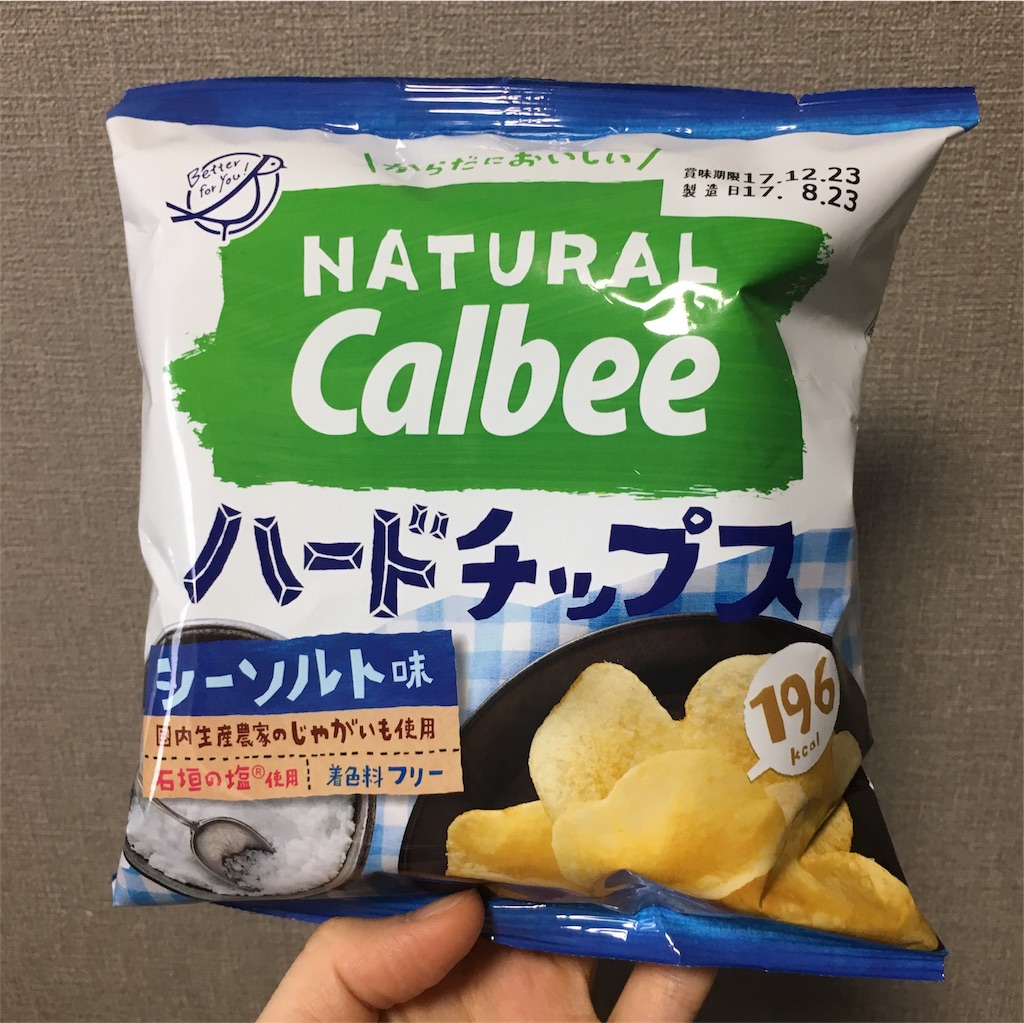 Better
for You!
からだにおいしい
賞味期限17.12.23
製造日17. 8.23
NATURAL
Calbee
ハードチップス
シーソルト味
国内生産農家のじゃがいも使用
石垣の塩®使用 着色料フリー
196
kcal